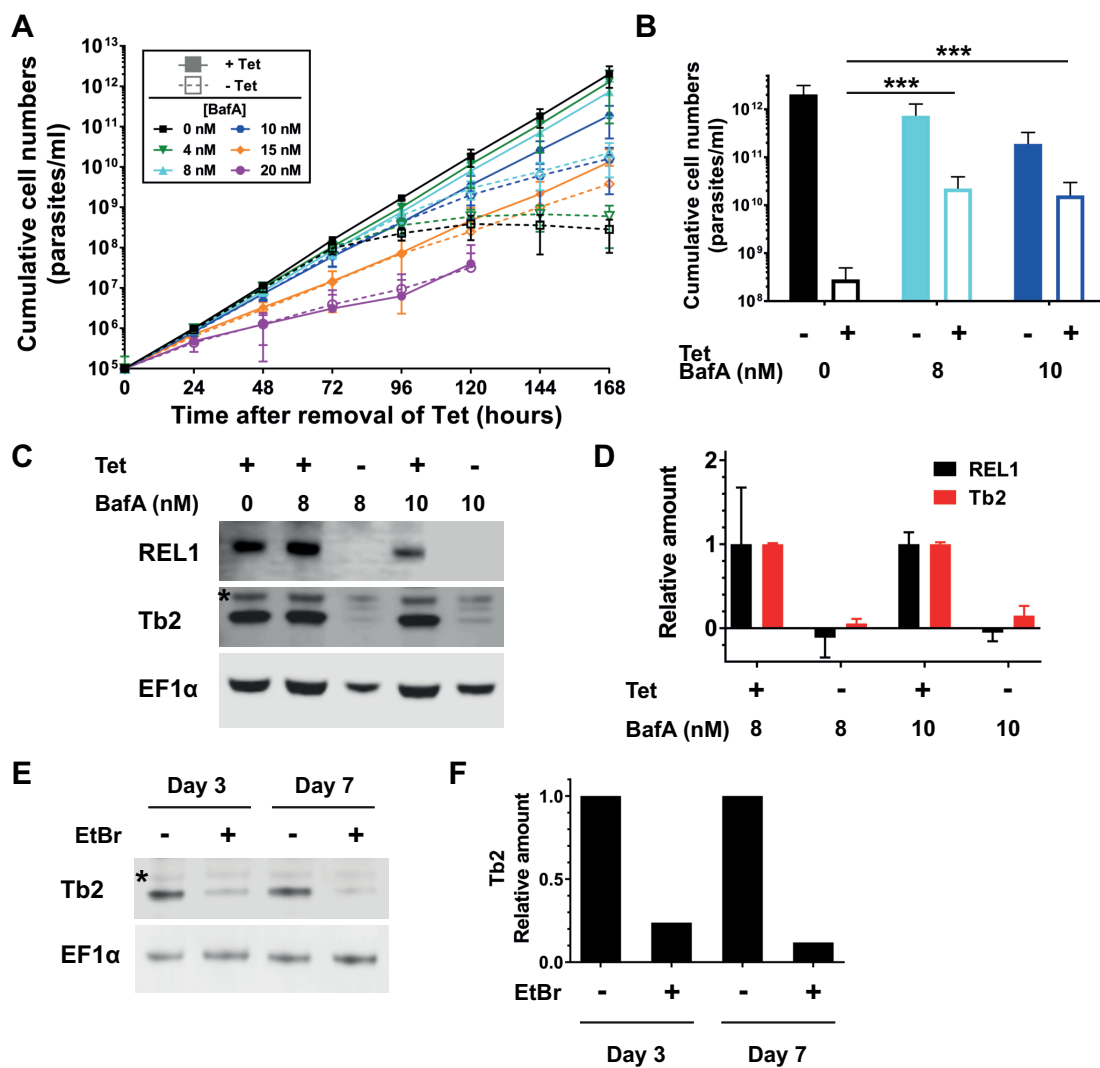 A
Cumulative cell numbers
(parasites/ml)
10^13
10^12
10^11
10^10
10^9
10^8
10^7
10^6
10^5
+ Tet
- Tet
[BafA]
0 nM 10 nM
4 nM 15 nM
8 nM 20 nM
0 24 48 72 96 120 144 168
Time after removal of Tet (hours)
B
Cumulative cell numbers
(parasites/ml)
*** 
***
10^12
10^11
10^10
10^9
10^8
- + - + - +
Tet
BafA (nM) 0 8 10
C
Tet + + - + -
BafA (nM) 0 8 8 10 10
REL1
*
Tb2
EF1α
D
Relative amount
2
1
0
REL1
Tb2
Tet + - + -
BafA (nM) 8 8 10 10
E
Day 3 Day 7
EtBr - + - +
*
Tb2
EF1α
F
Tb2
Relative amount
1.0
0.5
0.0
EtBr - + - +
Day 3 Day 7